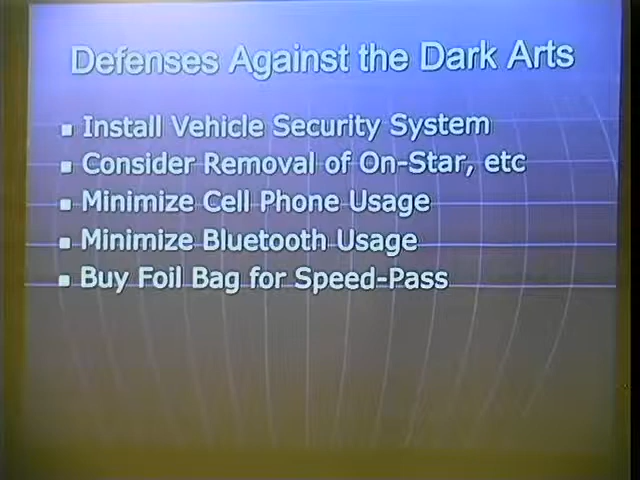 Defenses Against the Dark Arts
Install Vehicle Security System
Consider Removal of On-Star, etc
Minimize Cell Phone Usage
Minimize Bluetooth Usage
Buy Foil Bag for Speed-Pass